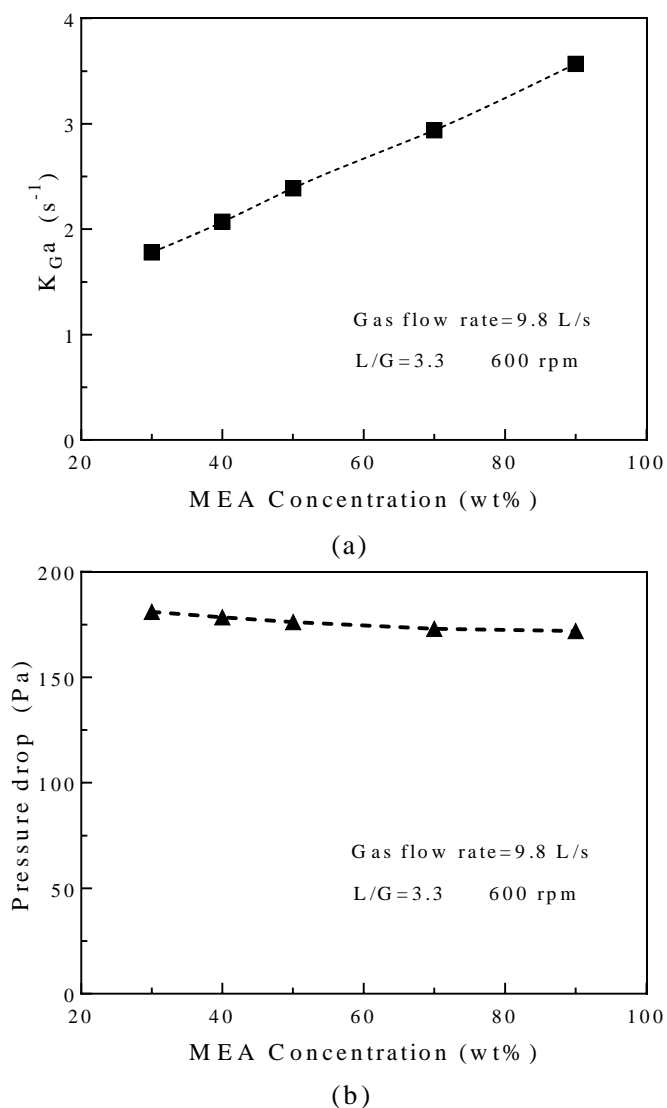 4
3
2
1
0
K_Ga (s^-1)
Gas flow rate=9.8 L/s
L/G=3.3 600 rpm
20 40 60 80 100
MEA Concentration (wt%)
(a)
200
150
100
50
0
Pressure drop (Pa)
Gas flow rate=9.8 L/s
L/G=3.3 600 rpm
20 40 60 80 100
MEA Concentration (wt%)
(b)